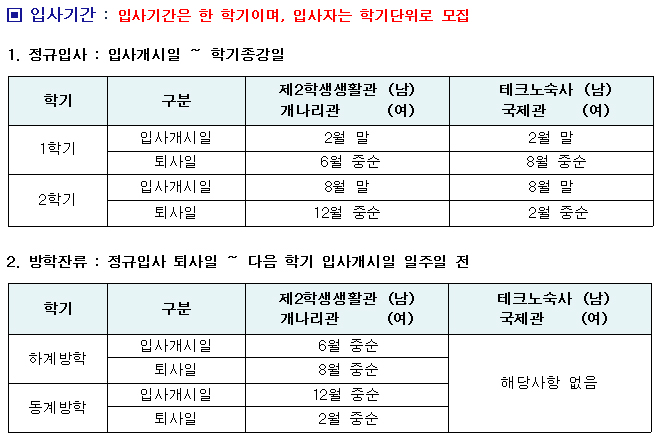 ▣ 입사기간 : 입사기간은 한 학기이며, 입사자는 학기단위로 모집
1. 정규입사 : 입사개시일 ~ 학기종강일
학기 구분 제2학생생활관 (남) 테크노숙사 (남)
개나리관 (여) 국제관 (여)
1학기 입사개시일 2월 말 2월 말
퇴사일 6월 중순 8월 중순
2학기 입사개시일 8월 말 8월 말
퇴사일 12월 중순 2월 중순
2. 방학잔류 : 정규입사 퇴사일 ~ 다음 학기 입사개시일 일주일 전
학기 구분 제2학생생활관 (남) 테크노숙사 (남)
개나리관 (여) 국제관 (여)
하계방학 입사개시일 6월 중순 해당사항 없음
퇴사일 8월 중순
동계방학 입사개시일 12월 중순
퇴사일 2월 중순